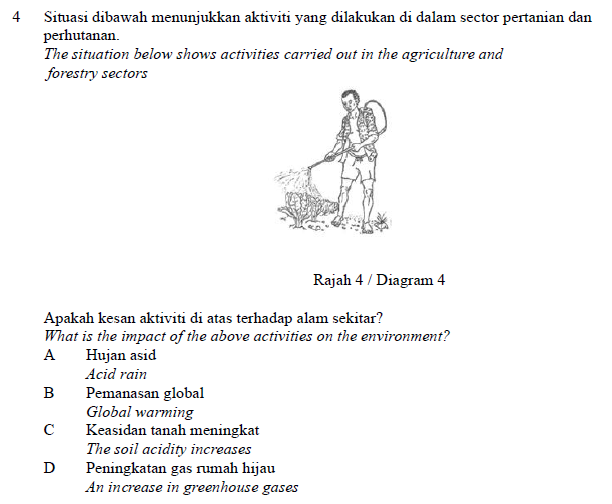 4 Situasi dibawah menunjukkan aktiviti yang dilakukan di dalam sector pertanian dan
perhutanan.
The situation below shows activities carried out in the agriculture and
forestry sectors
Rajah 4 / Diagram 4
Apakah kesan aktiviti di atas terhadap alam sekitar?
What is the impact of the above activities on the environment?
A Hujan asid
Acid rain
B Pemanasan global
Global warming
C Keasidan tanah meningkat
The soil acidity increases
D Peningkatan gas rumah hijau
An increase in greenhouse gases